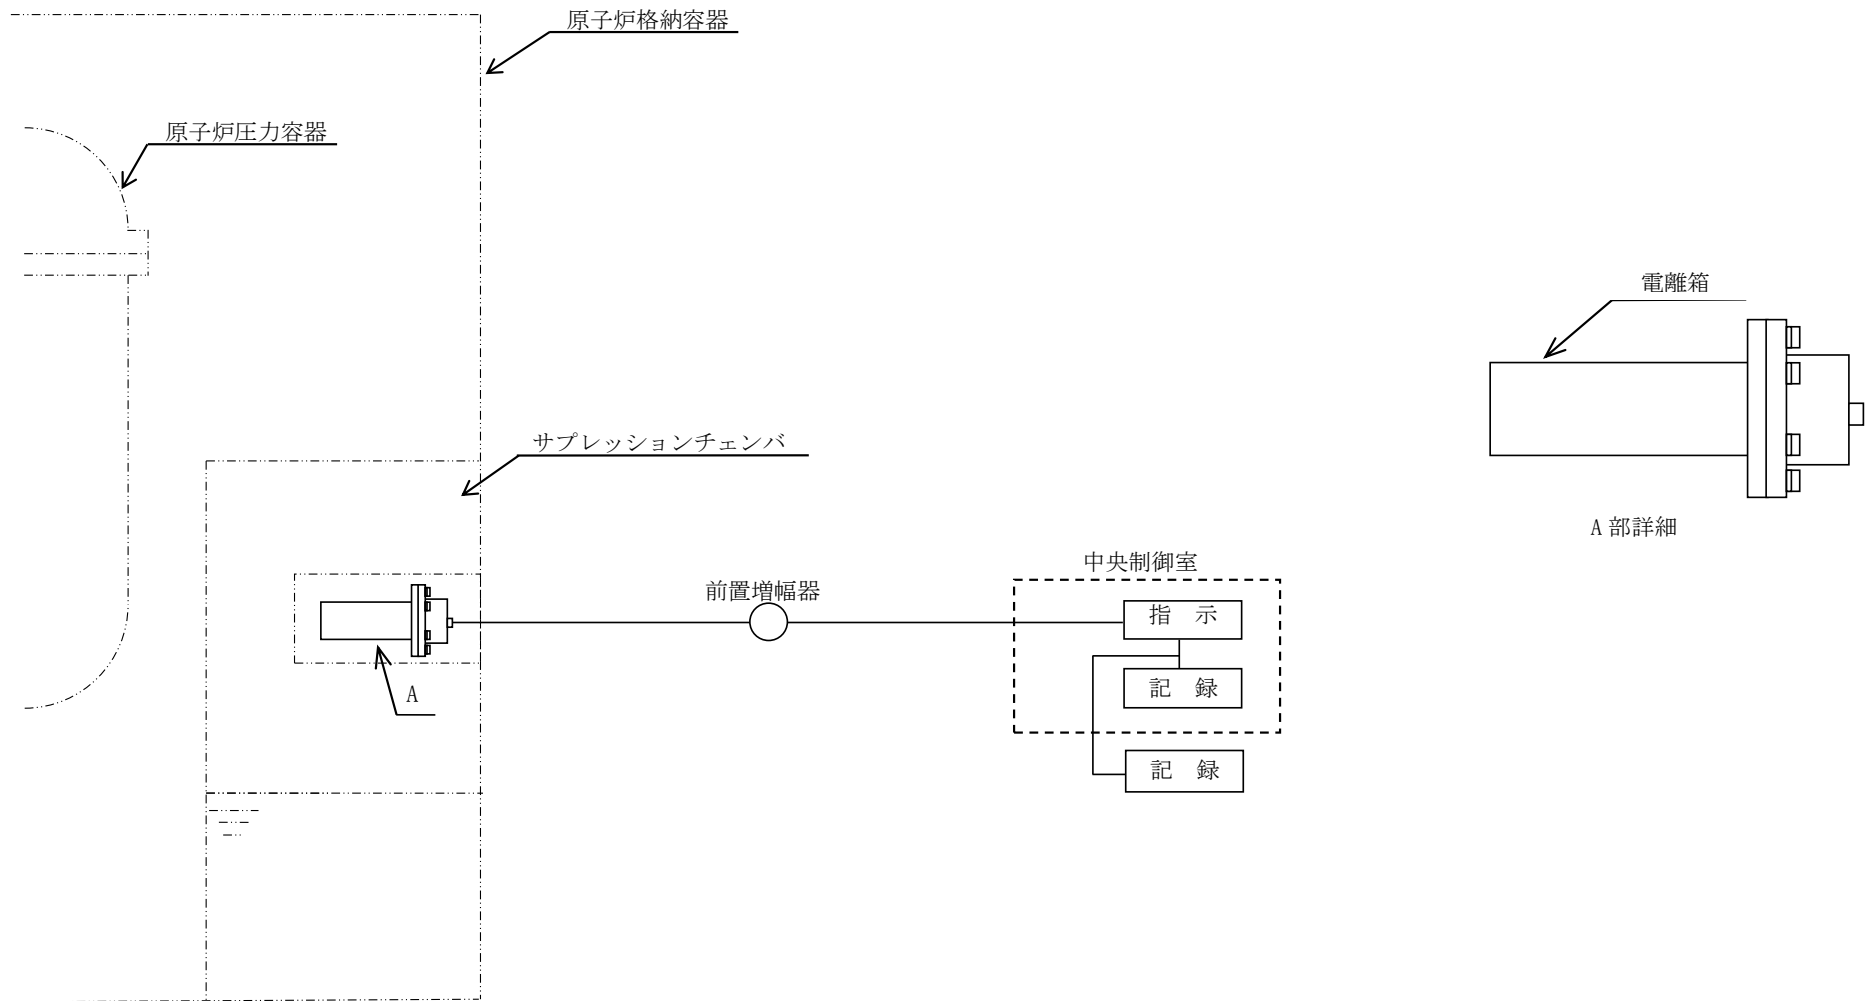 原子炉格納容器
原子炉圧力容器
電離箱
サプレッションチェンバ
A 部詳細
中央制御室
前置増幅器
指 示
A
記 録
記 録